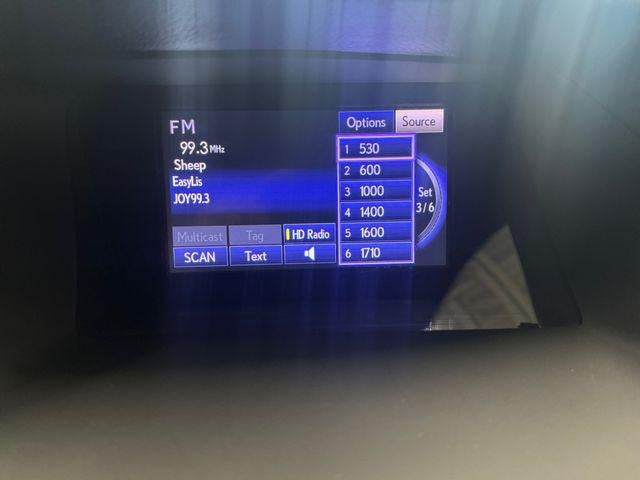 FM
Options
Source
99.3 MHz
Sheep
EasyLis
JOY99.3
1 530
2 600
3 1000
4 1400
5 1600
6 1710
Set
3/6
Multicast
Tag
HD Radio
SCAN
Text